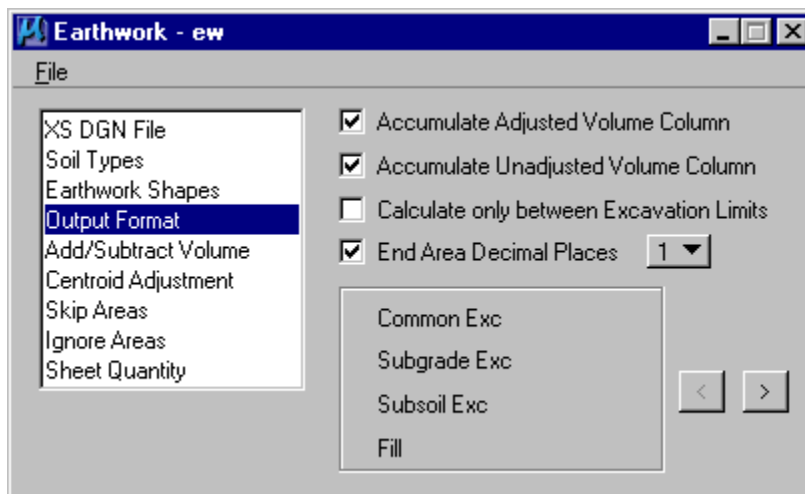 Earthwork - ew
File
XS DGN File
Soil Types
Earthwork Shapes
Output Format
Add/Subtract Volume
Centroid Adjustment
Skip Areas
Ignore Areas
Sheet Quantity
Accumulate Adjusted Volume Column
Accumulate Unadjusted Volume Column
Calculate only between Excavation Limits
End Area Decimal Places 1
Common Exc
Subgrade Exc
Subsoil Exc
Fill
< >